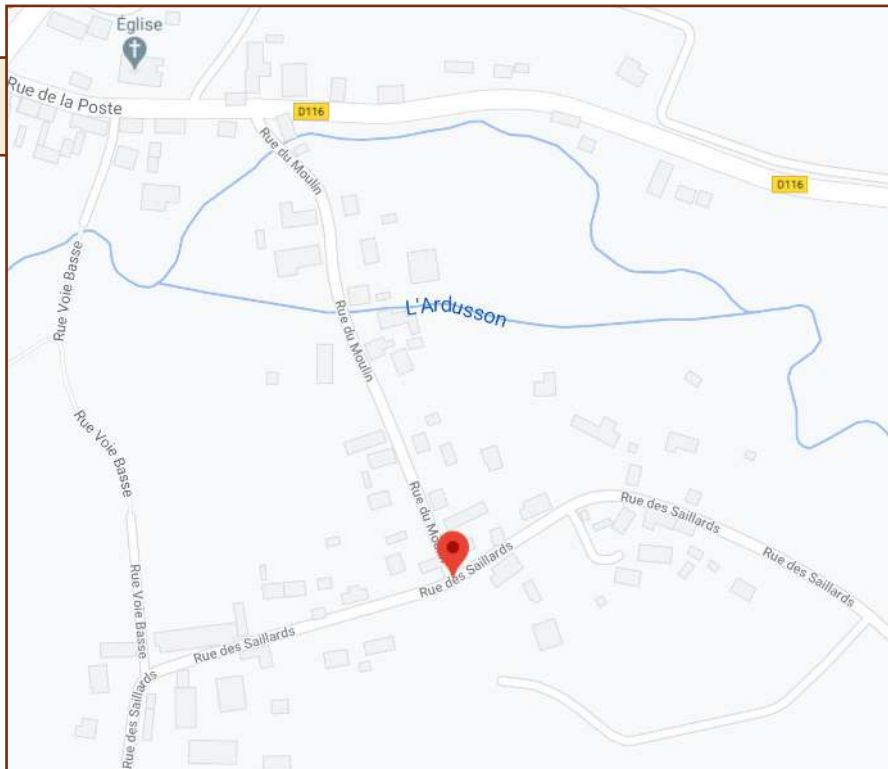 Église
Rue de la Poste
D116
Rue du Moulin
D116
Rue Voie Basse
L'Ardusson
Rue du Moulin
Rue Voie Basse
Rue du Moulin
Rue des Saillards
Rue des Saillards
Rue des Saillards
Rue Voie Basse
Rue des Saillards
Rue des Saillards